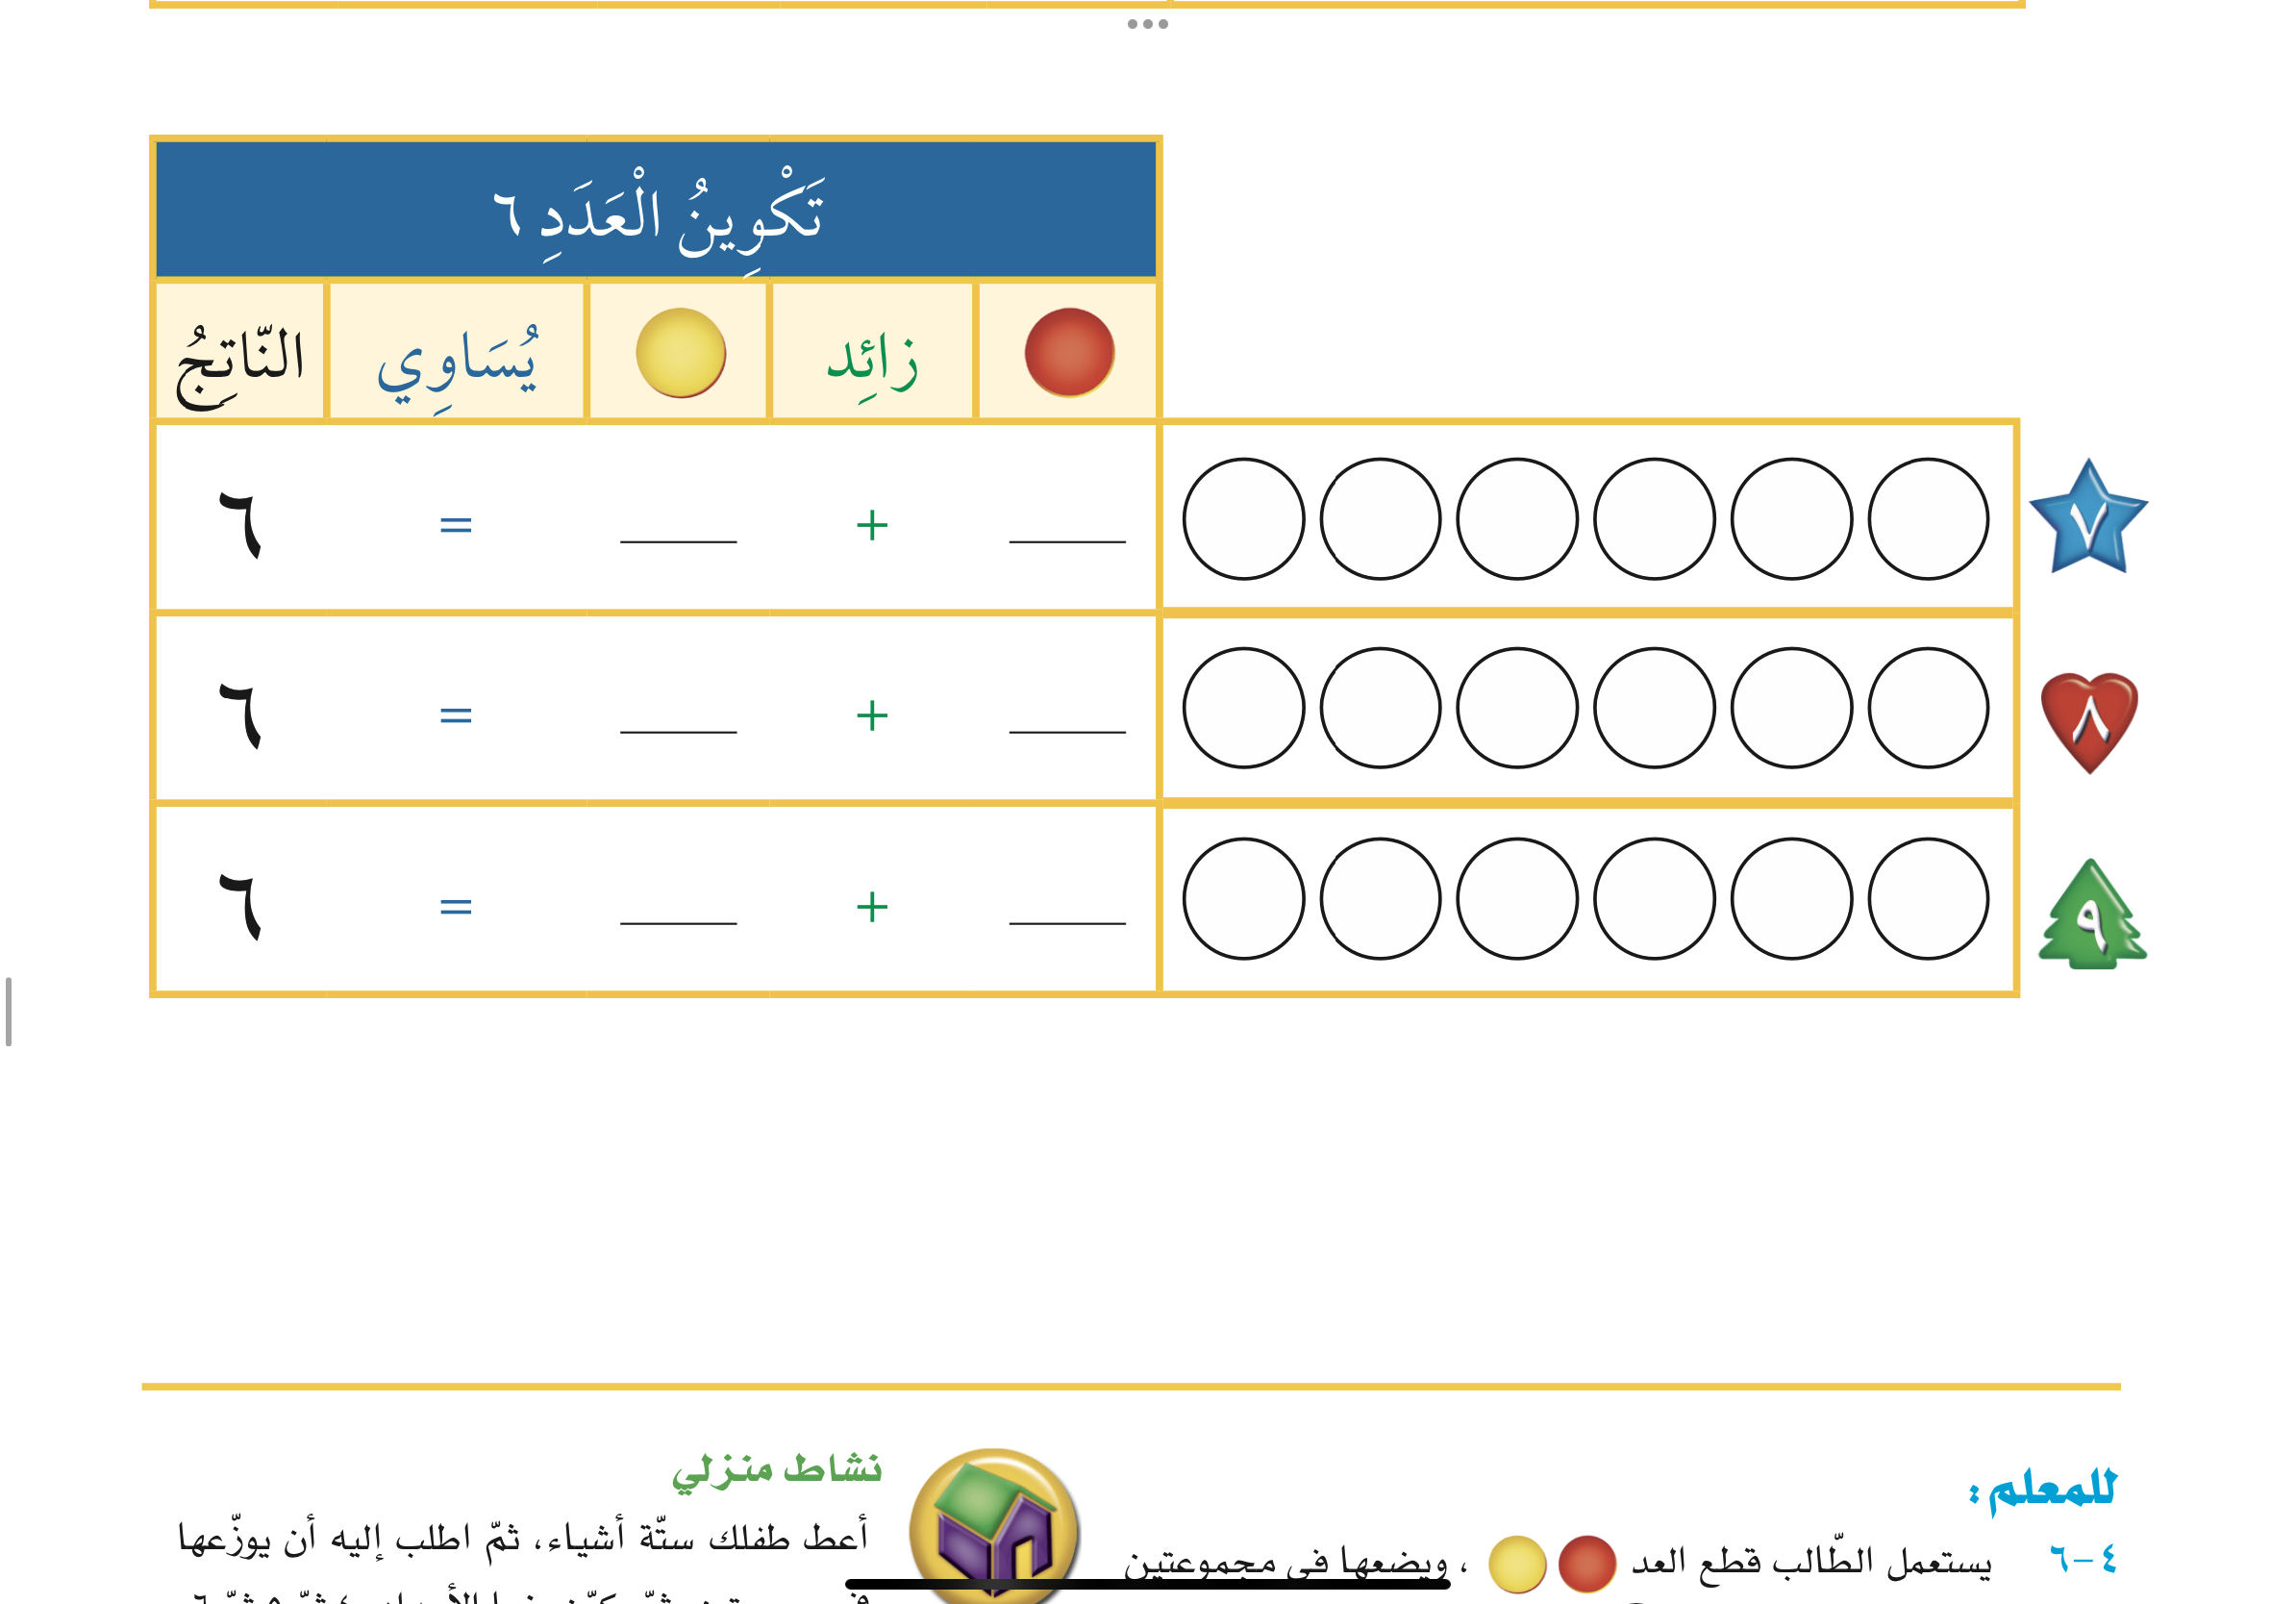 تَكْوِينُ الْعَدَدِ ٦
زائِد يُسَاوِي النّاتِجُ
٧ ___ + ___ = ٦
٨ ___ + ___ = ٦
٩ ___ + ___ = ٦
للمعلم:
٤-٦ يستعمل الطّالب قطع العد ، ويضعها في مجموعتين
نشاط منزلي
أعط طفلك ستّة أشياء، ثمّ اطلب إليه أن يوزّعها